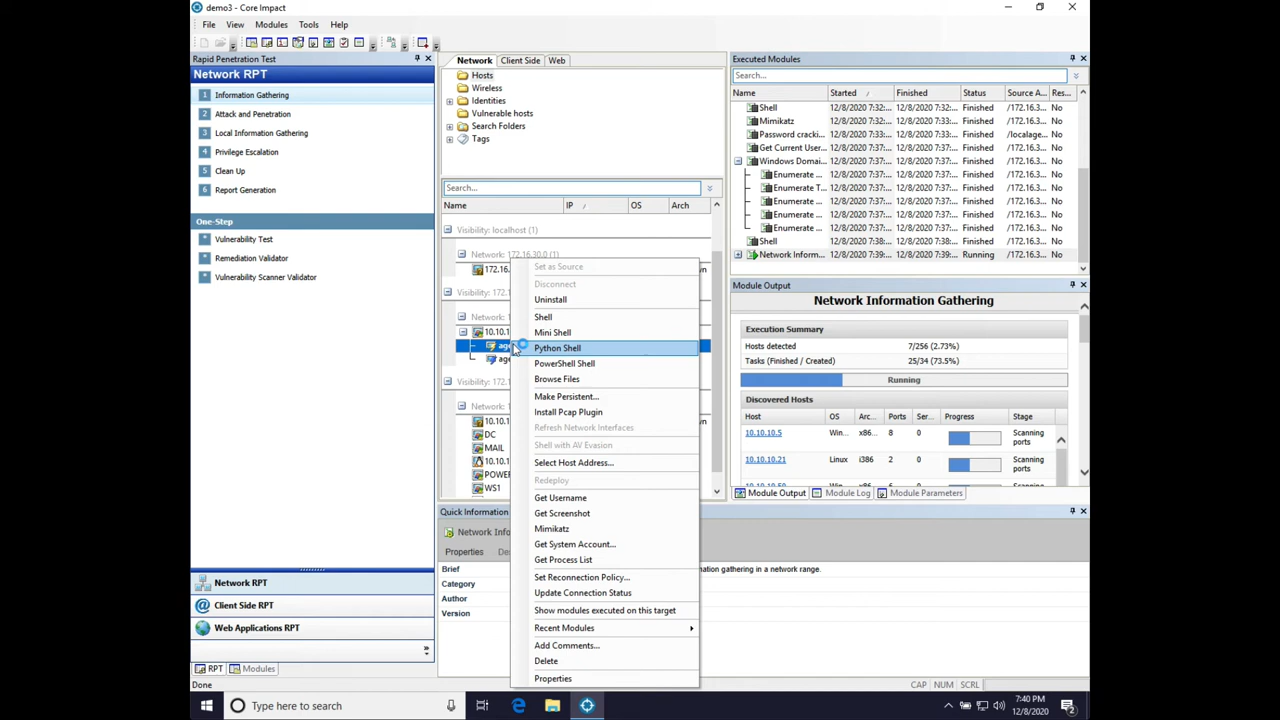 demo3 - Core Impact
File View Modules Tools Help
Rapid Penetration Test
Network RPT
1 Information Gathering
2 Attack and Penetration
3 Local Information Gathering
4 Privilege Escalation
5 Clean Up
6 Report Generation
One-Step
* Vulnerability Test
* Remediation Validator
* Vulnerability Scanner Validator
Network RPT
Client Side RPT
Web Applications RPT
RPT Modules
Done
Network Client Side Web
Hosts
Wireless
Identities
Vulnerable hosts
Search Folders
Tags
Search...
Name IP OS Arch
Visibility: localhost (1)
Network: 172.16.30.0 (1)
172.16.
Visibility: 172.1
Network: 1
10.10.1
age
age
Visibility: 172.1
Network: 1
10.10.1
DC
MAIL
10.10.1
POWER
WS1
Set as Source
Disconnect
Uninstall
Shell
Mini Shell
Python Shell
PowerShell Shell
Browse Files
Make Persistent...
Install Pcap Plugin
Refresh Network Interfaces
Shell with AV Evasion
Select Host Address...
Redeploy
Get Username
Get Screenshot
Mimikatz
Get System Account...
Get Process List
Set Reconnection Policy...
Update Connection Status
Show modules executed on this target
Recent Modules
Add Comments...
Delete
Properties
Executed Modules
Search...
Name Started Finished Status Source A... Res...
Shell 12/8/2020 7:32:... 12/8/2020 7:32:... Finished /172.16.3... No
Mimikatz 12/8/2020 7:32:... 12/8/2020 7:33:... Finished /172.16.3... No
Password cracki... 12/8/2020 7:33:... 12/8/2020 7:33:... Finished /localage... No
Get Current User... 12/8/2020 7:37:... 12/8/2020 7:37:... Finished /172.16.3... No
Windows Domai... 12/8/2020 7:37:... 12/8/2020 7:37:... Finished /172.16.3... No
Enumerate ... 12/8/2020 7:37:... 12/8/2020 7:37:... Finished /172.16.3... No
Enumerate T... 12/8/2020 7:37:... 12/8/2020 7:37:... Finished /172.16.3... No
Enumerate ... 12/8/2020 7:37:... 12/8/2020 7:37:... Finished /172.16.3... No
Enumerate ... 12/8/2020 7:37:... 12/8/2020 7:37:... Finished /172.16.3... No
Enumerate ... 12/8/2020 7:37:... 12/8/2020 7:37:... Finished /172.16.3... No
Shell 12/8/2020 7:38:... 12/8/2020 7:38:... Finished /172.16.3... No
Network Inform... 12/8/2020 7:39:... Running /172.16.3... No
Module Output
Network Information Gathering
Execution Summary
Hosts detected 7/256 (2.73%)
Tasks (Finished / Created) 25/34 (73.5%)
Running
Discovered Hosts
Host OS Arc... Ports Ser... Progress Stage
10.10.10.5 Win... x86... 8 0 Scanning ports
10.10.10.21 Linux i386 2 0 Scanning ports
Module Output Module Log Module Parameters
Quick Information
Network Info
Properties
Brief
Category
Author
Version
mation gathering in a network range.
CAP NUM SCRL
Type here to search
7:40 PM
12/8/2020
2